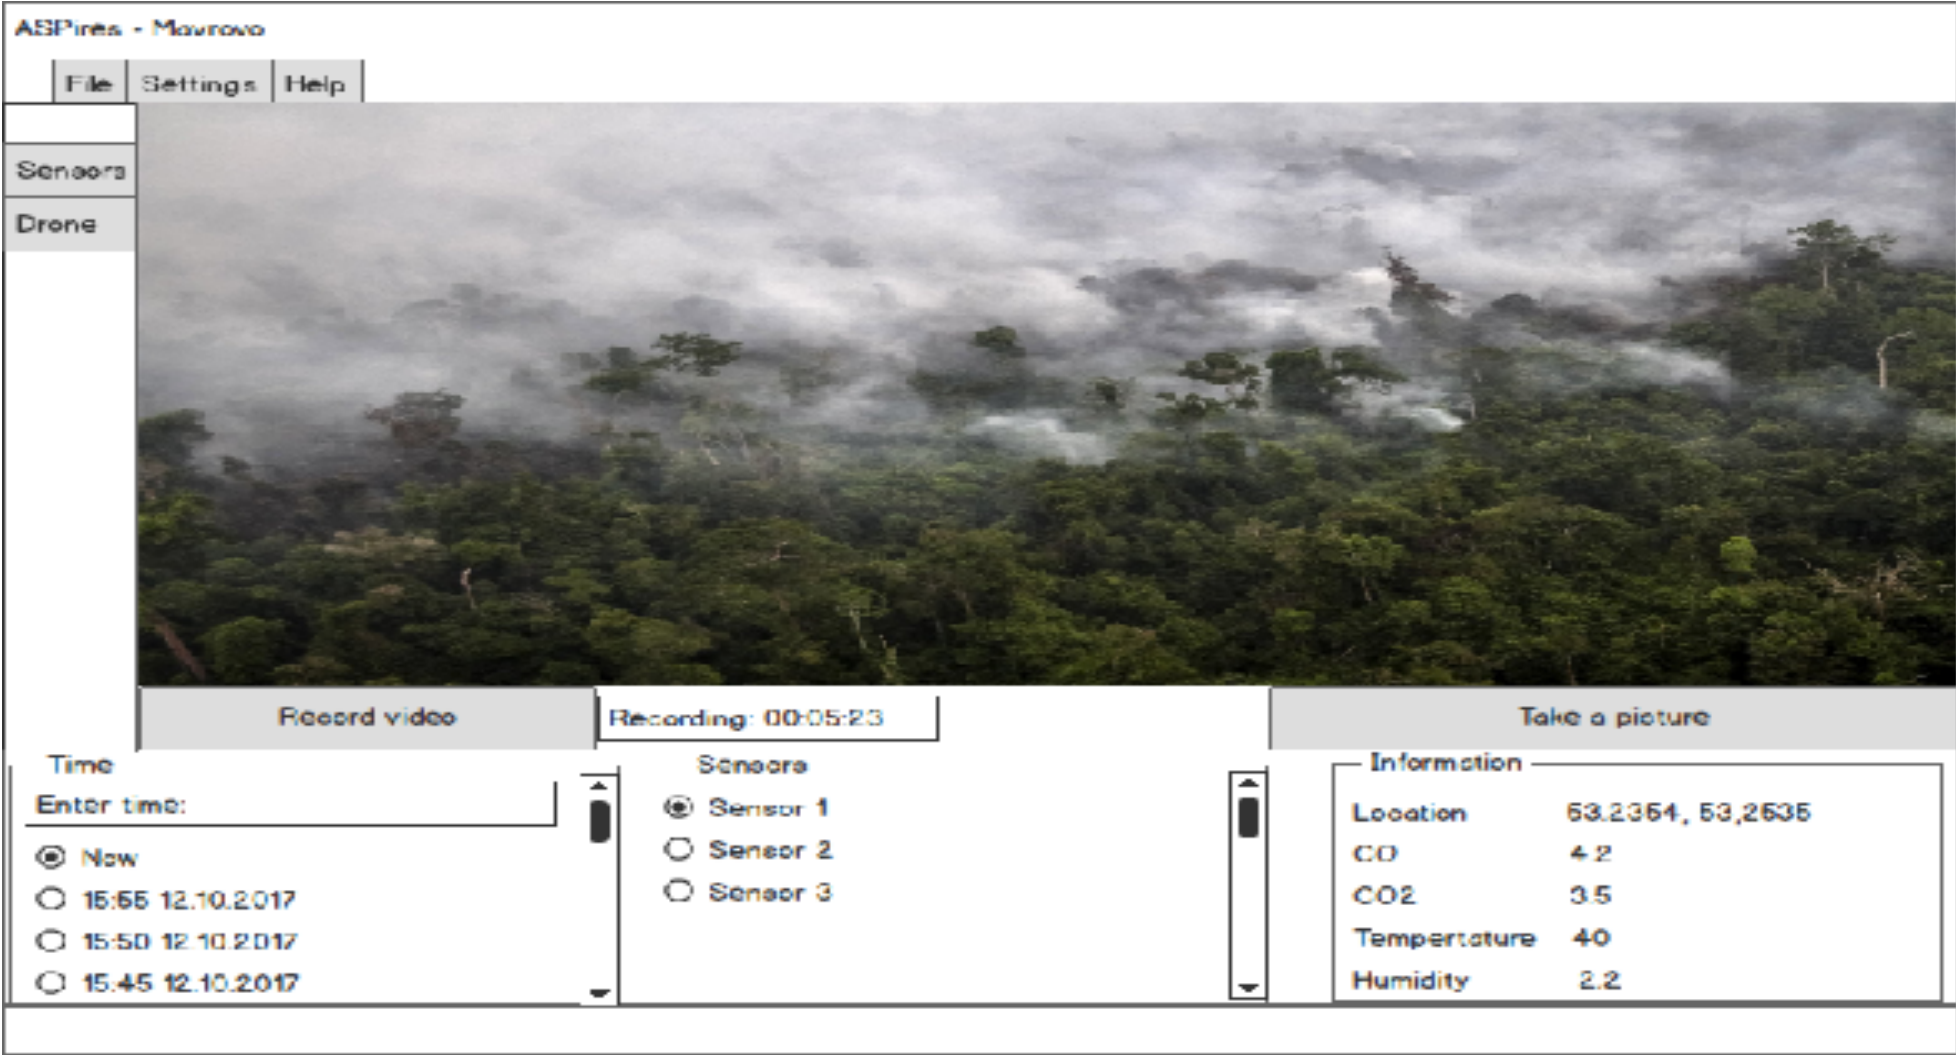 ASPires - Mavrovo
File Settings Help
Sensors
Drone
Record video
Recording: 00:05:23
Take a picture
Time
Enter time:
Now
15:55 12.10.2017
15:50 12.10.2017
15:45 12.10.2017
Sensors
Sensor 1
Sensor 2
Sensor 3
Information
Location 53.2354, 53,2535
CO 4.2
CO2 3.5
Tempertature 40
Humidity 2.2